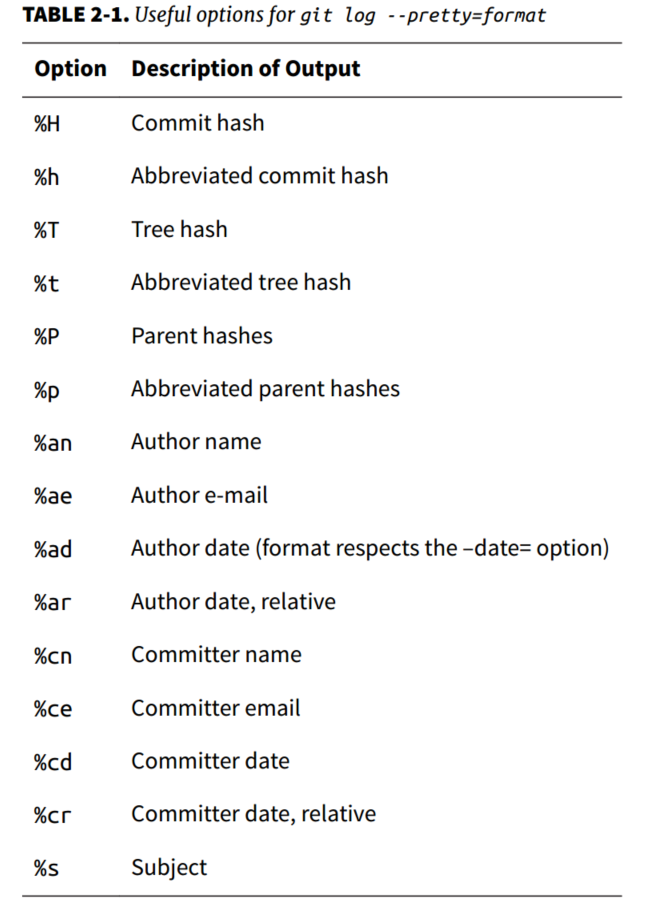 TABLE 2-1. Useful options for git log --pretty=format
Option Description of Output
%H Commit hash
%h Abbreviated commit hash
%T Tree hash
%t Abbreviated tree hash
%P Parent hashes
%p Abbreviated parent hashes
%an Author name
%ae Author e-mail
%ad Author date (format respects the –date= option)
%ar Author date, relative
%cn Committer name
%ce Committer email
%cd Committer date
%cr Committer date, relative
%s Subject